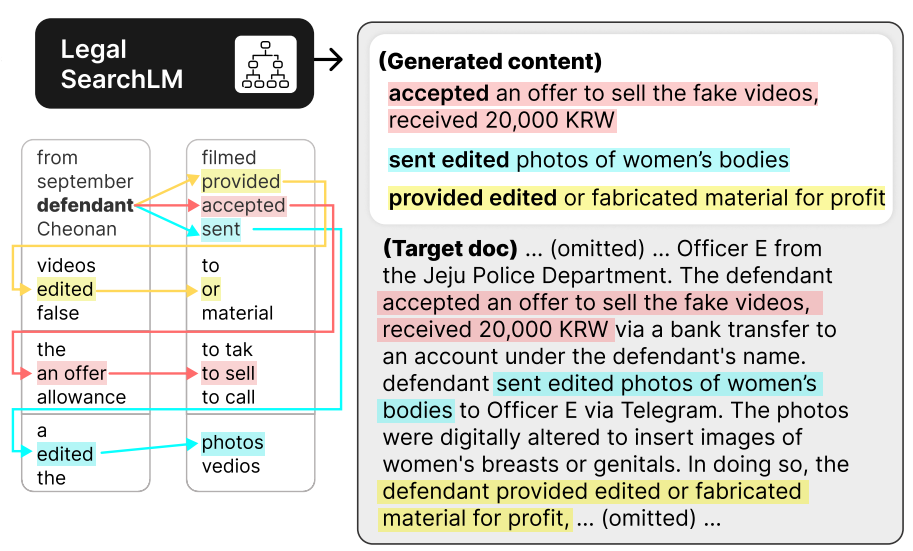 Legal
SearchLM
from
september
defendant
Cheonan
filmed
provided
accepted
sent
videos
edited
false
to
or
material
the
an offer
allowance
to tak
to sell
to call
a
edited
the
photos
vedios
(Generated content)
accepted an offer to sell the fake videos,
received 20,000 KRW
sent edited photos of women’s bodies
provided edited or fabricated material for profit
(Target doc) ... (omitted) ... Officer E from
the Jeju Police Department. The defendant
accepted an offer to sell the fake videos,
received 20,000 KRW via a bank transfer to
an account under the defendant's name.
defendant sent edited photos of women’s
bodies to Officer E via Telegram. The photos
were digitally altered to insert images of
women's breasts or genitals. In doing so, the
defendant provided edited or fabricated
material for profit, ... (omitted) ...